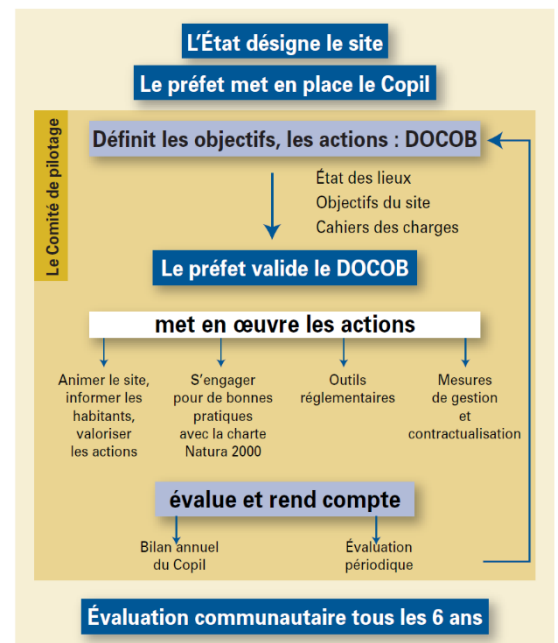 L'État désigne le site
Le préfet met en place le Copil
Le Comité de pilotage
Définit les objectifs, les actions : DOCOB
État des lieux
Objectifs du site
Cahiers des charges
Le préfet valide le DOCOB
met en œuvre les actions
Animer le site,
informer les
habitants,
valoriser
les actions
S'engager
pour de bonnes
pratiques
avec la charte
Natura 2000
Outils
réglementaires
Mesures
de gestion
et
contractualisation
évalue et rend compte
Bilan annuel
du Copil
Évaluation
périodique
Évaluation communautaire tous les 6 ans